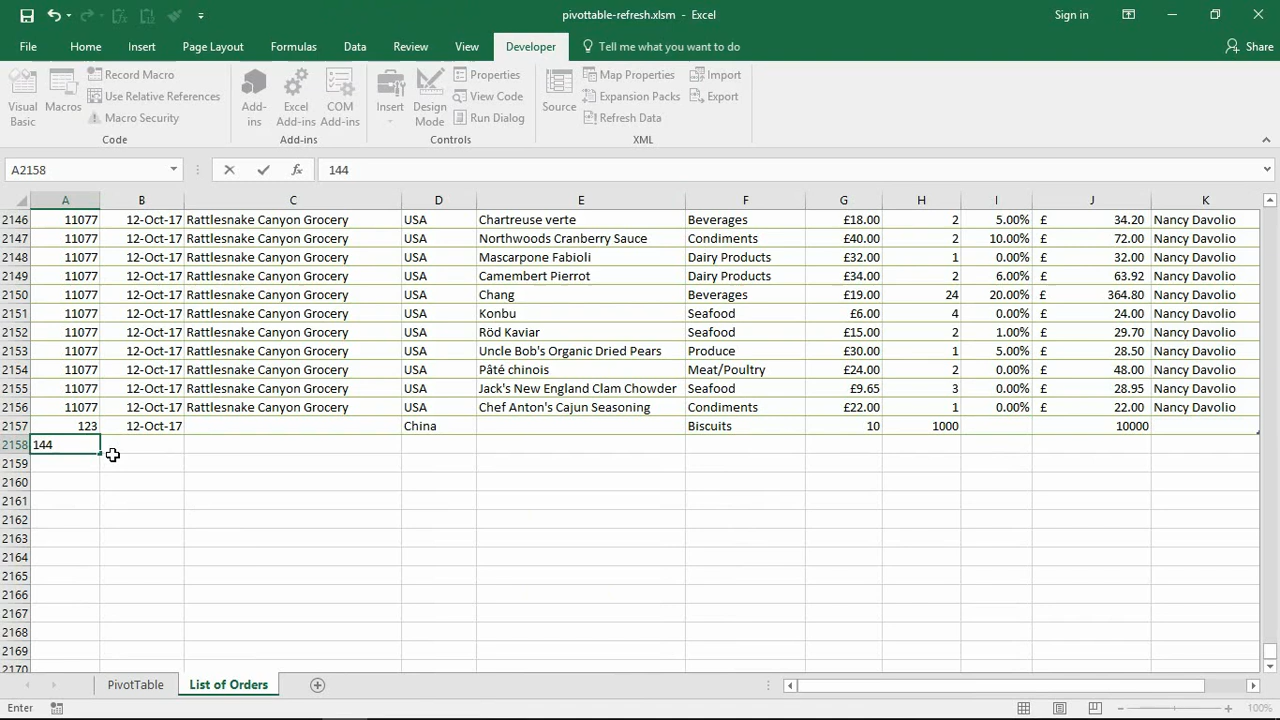 pivottable-refresh.xlsm - Excel
Sign in
File Home Insert Page Layout Formulas Data Review View Developer Tell me what you want to do Share
Visual Basic
Macros
Record Macro
Use Relative References
Macro Security
Code
Add-ins
Excel Add-ins
COM Add-ins
Add-ins
Insert
Design Mode
Properties
View Code
Run Dialog
Controls
Source
Map Properties
Expansion Packs
Refresh Data
Import
Export
XML
A2158 fx 144
A B C D E F G H I J K
2146 11077 12-Oct-17 Rattlesnake Canyon Grocery USA Chartreuse verte Beverages £18.00 2 5.00% £ 34.20 Nancy Davolio
2147 11077 12-Oct-17 Rattlesnake Canyon Grocery USA Northwoods Cranberry Sauce Condiments £40.00 2 10.00% £ 72.00 Nancy Davolio
2148 11077 12-Oct-17 Rattlesnake Canyon Grocery USA Mascarpone Fabioli Dairy Products £32.00 1 0.00% £ 32.00 Nancy Davolio
2149 11077 12-Oct-17 Rattlesnake Canyon Grocery USA Camembert Pierrot Dairy Products £34.00 2 6.00% £ 63.92 Nancy Davolio
2150 11077 12-Oct-17 Rattlesnake Canyon Grocery USA Chang Beverages £19.00 24 20.00% £ 364.80 Nancy Davolio
2151 11077 12-Oct-17 Rattlesnake Canyon Grocery USA Konbu Seafood £6.00 4 0.00% £ 24.00 Nancy Davolio
2152 11077 12-Oct-17 Rattlesnake Canyon Grocery USA Röd Kaviar Seafood £15.00 2 1.00% £ 29.70 Nancy Davolio
2153 11077 12-Oct-17 Rattlesnake Canyon Grocery USA Uncle Bob's Organic Dried Pears Produce £30.00 1 5.00% £ 28.50 Nancy Davolio
2154 11077 12-Oct-17 Rattlesnake Canyon Grocery USA Pâté chinois Meat/Poultry £24.00 2 0.00% £ 48.00 Nancy Davolio
2155 11077 12-Oct-17 Rattlesnake Canyon Grocery USA Jack's New England Clam Chowder Seafood £9.65 3 0.00% £ 28.95 Nancy Davolio
2156 11077 12-Oct-17 Rattlesnake Canyon Grocery USA Chef Anton's Cajun Seasoning Condiments £22.00 1 0.00% £ 22.00 Nancy Davolio
2157 123 12-Oct-17 China Biscuits 10 1000 10000
2158 144
2159
2160
2161
2162
2163
2164
2165
2166
2167
2168
2169
2170
PivotTable List of Orders
Enter 100%